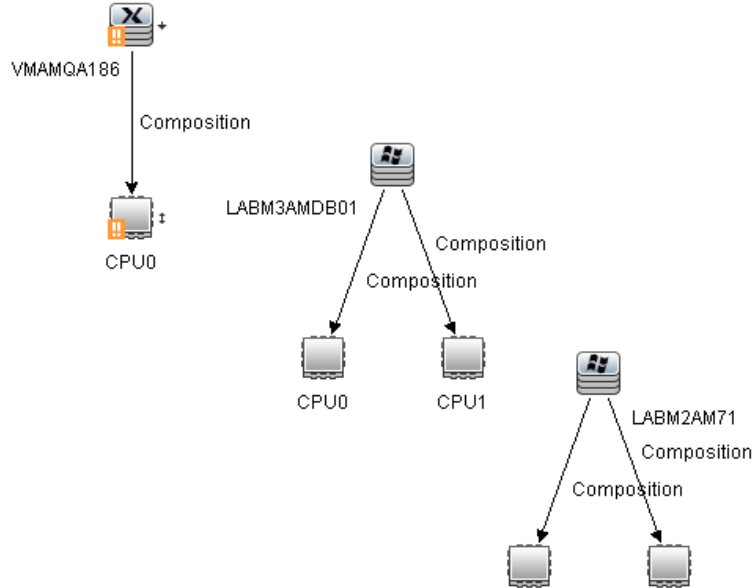 VMAMQA186
Composition
CPU0
LABM3AMDB01
Composition
Composition
CPU0
CPU1
LABM2AM71
Composition
Composition